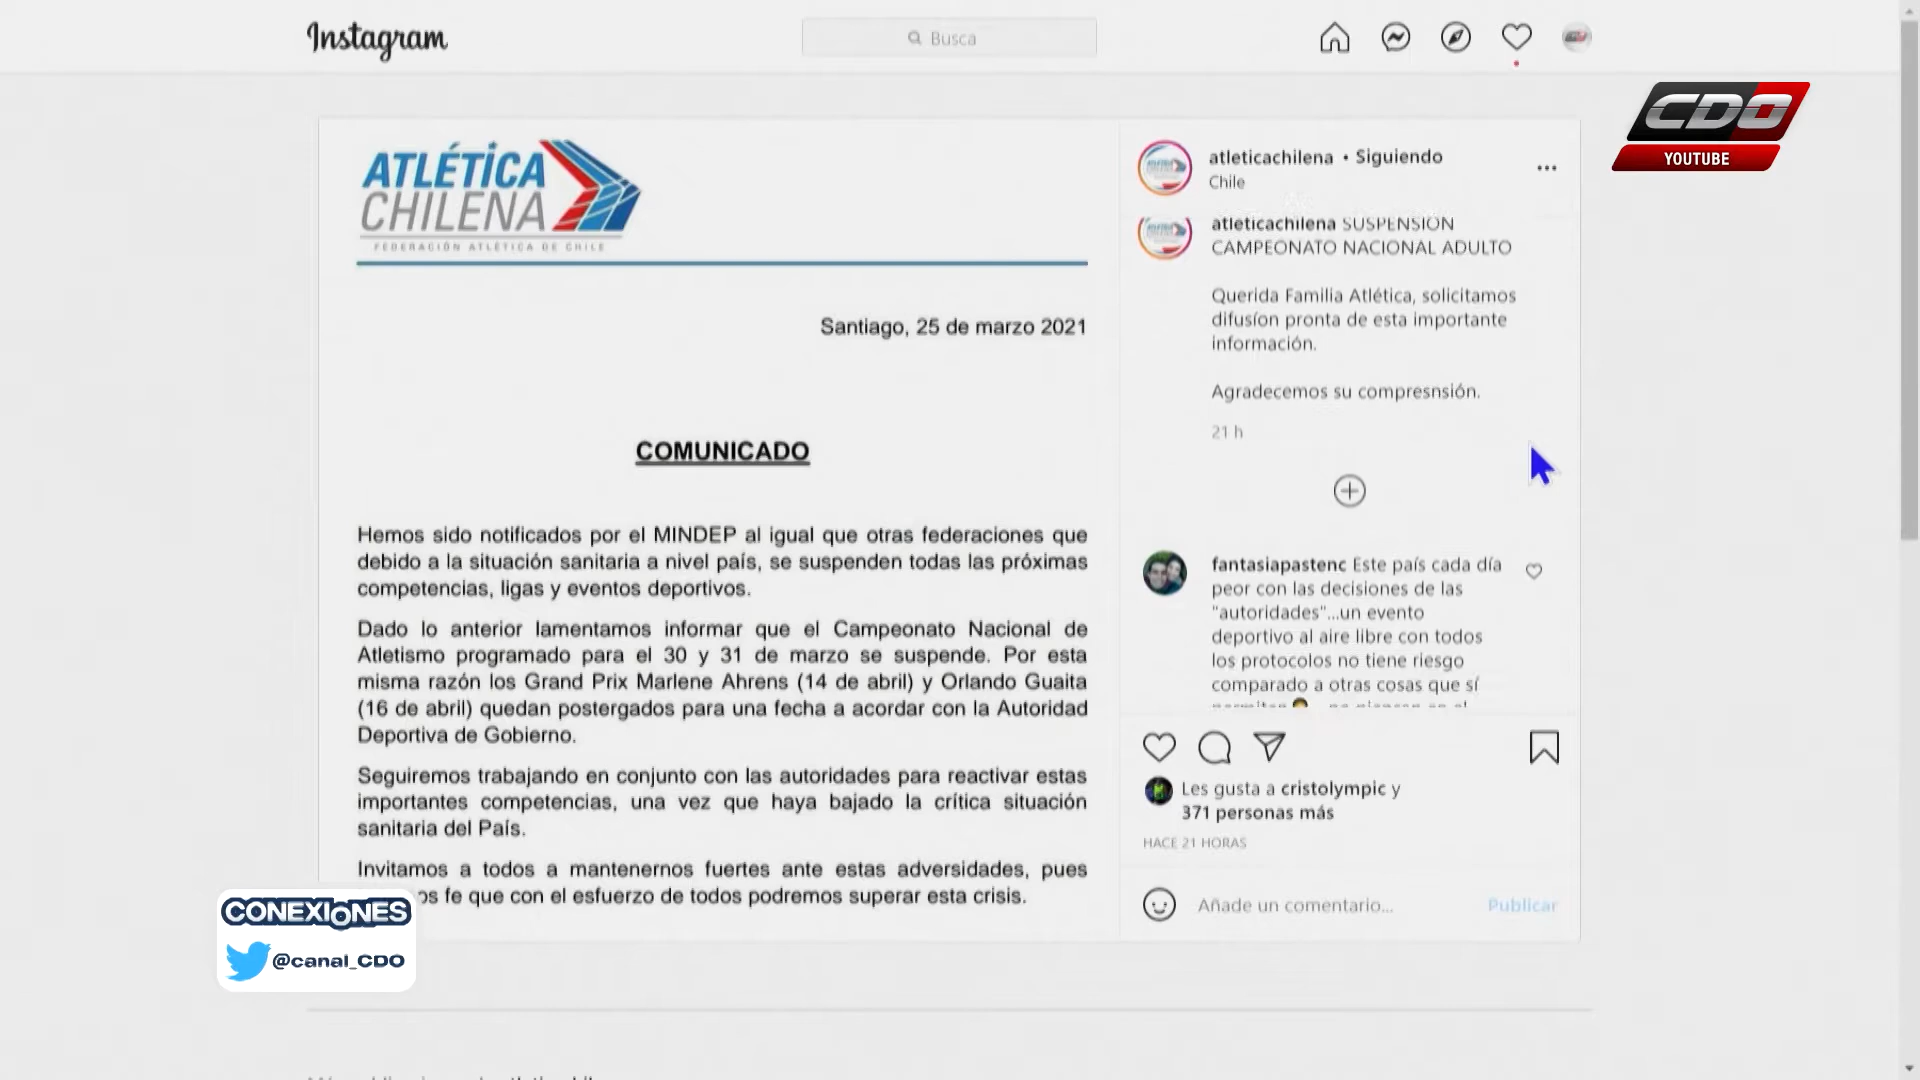 Instagram
Busca
CDO
YOUTUBE
ATLÉTICA
CHILENA
FEDERACIÓN ATLÉTICA DE CHILE
Santiago, 25 de marzo 2021
COMUNICADO
Hemos sido notificados por el MINDEP al igual que otras federaciones que
debido a la situación sanitaria a nivel país, se suspenden todas las próximas
competencias, ligas y eventos deportivos.
Dado lo anterior lamentamos informar que el Campeonato Nacional de
Atletismo programado para el 30 y 31 de marzo se suspende. Por esta
misma razón los Grand Prix Marlene Ahrens (14 de abril) y Orlando Guaita
(16 de abril) quedan postergados para una fecha a acordar con la Autoridad
Deportiva de Gobierno.
Seguiremos trabajando en conjunto con las autoridades para reactivar estas
importantes competencias, una vez que haya bajado la crítica situación
sanitaria del País.
Invitamos a todos a mantenernos fuertes ante estas adversidades, pues
os fe que con el esfuerzo de todos podremos superar esta crisis.
atleticachilena • Siguiendo
Chile
atleticachilena SUSPENSIÓN
CAMPEONATO NACIONAL ADULTO
Querida Familia Atlética, solicitamos
difusíon pronta de esta importante
información.
Agradecemos su compresnsión.
21 h
fantasiapastenc Este país cada día
peor con las decisiones de las
"autoridades"...un evento
deportivo al aire libre con todos
los protocolos no tiene riesgo
comparado a otras cosas que sí
Les gusta a cristolympic y
371 personas más
HACE 21 HORAS
Añade un comentario...
Publicar
CONEXIONES
@canal_CDO